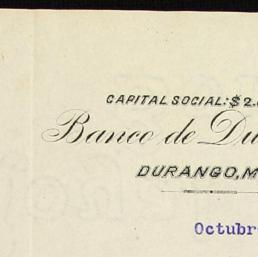 CAPITAL SOCIAL: $ 2.
Banco de Du
DURANGO, M
Octubr